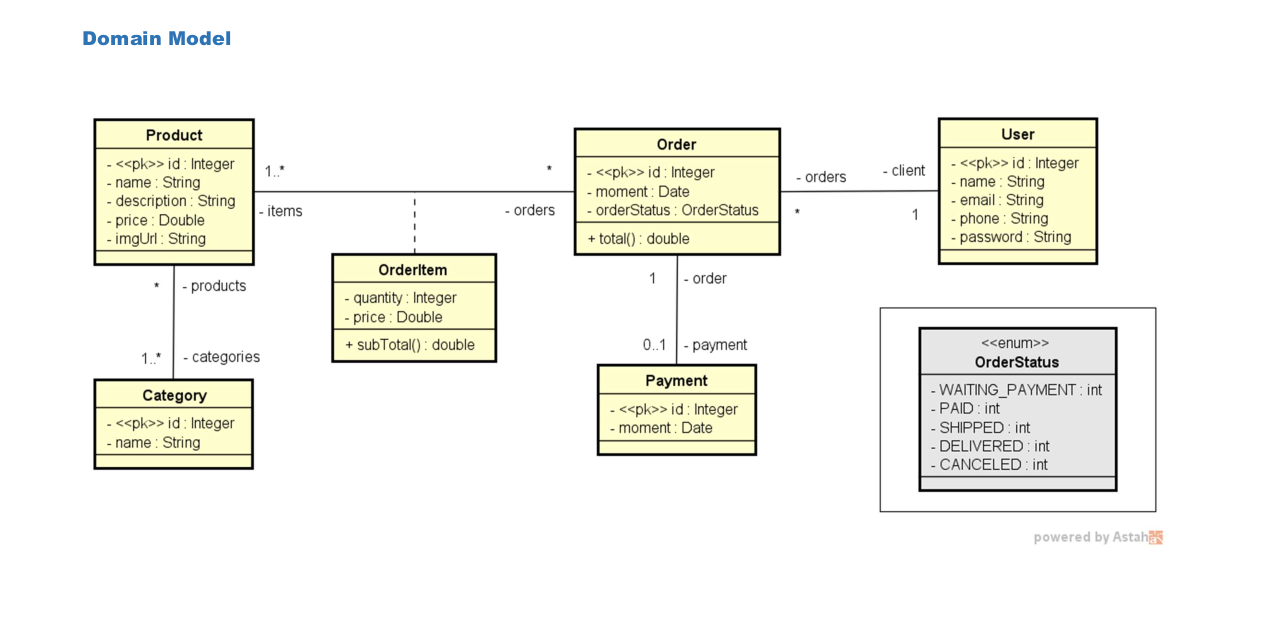 Domain Model
Product
- <<pk>> id : Integer
- name : String
- description : String
- price : Double
- imgUrl : String
1..*
- items
*
- orders
Order
- <<pk>> id : Integer
- moment : Date
- orderStatus : OrderStatus
+ total() : double
- orders
*
- client
1
User
- <<pk>> id : Integer
- name : String
- email : String
- phone : String
- password : String
OrderItem
- quantity : Integer
- price : Double
+ subTotal() : double
* - products
1..* - categories
Category
- <<pk>> id : Integer
- name : String
1 - order
0..1 - payment
Payment
- <<pk>> id : Integer
- moment : Date
<<enum>>
OrderStatus
- WAITING_PAYMENT : int
- PAID : int
- SHIPPED : int
- DELIVERED : int
- CANCELED : int
powered by Astah